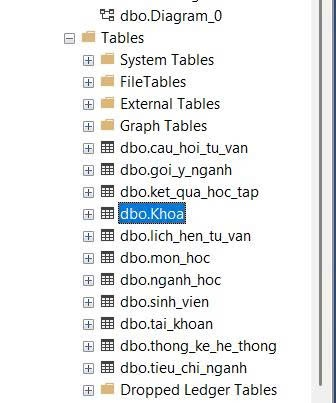 dbo.Diagram_0
Tables
System Tables
FileTables
External Tables
Graph Tables
dbo.cau_hoi_tu_van
dbo.goi_y_nganh
dbo.ket_qua_hoc_tap
dbo.Khoa
dbo.lich_hen_tu_van
dbo.mon_hoc
dbo.nganh_hoc
dbo.sinh_vien
dbo.tai_khoan
dbo.thong_ke_he_thong
dbo.tieu_chi_nganh
Dropped Ledger Tables